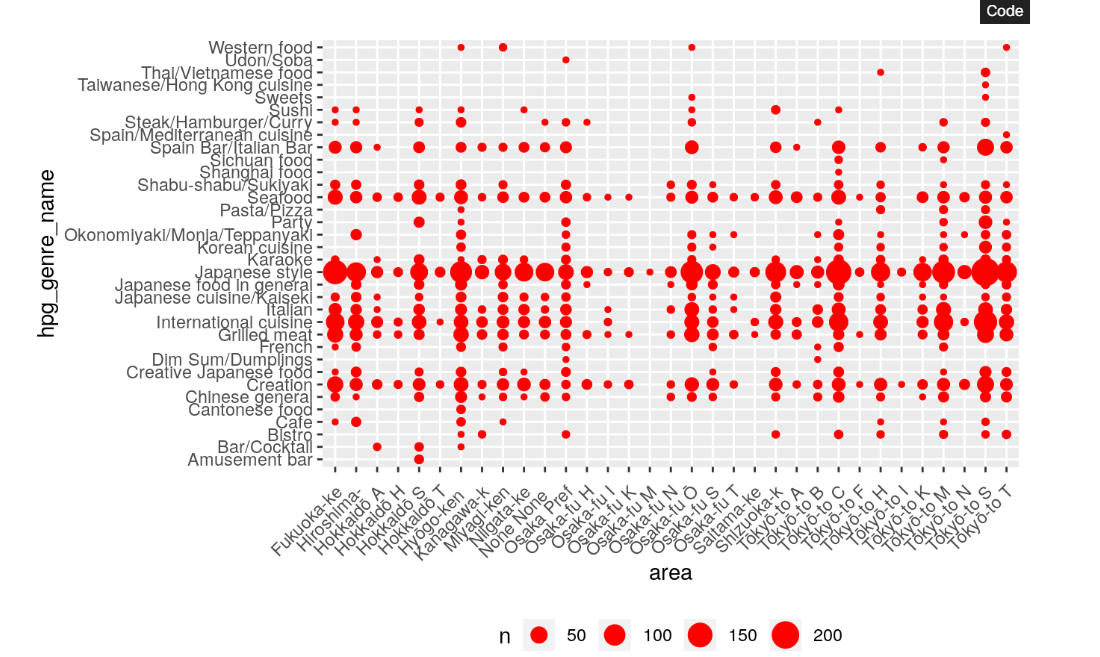 Code
Western food
Udon/Soba
Thai/Vietnamese food
Taiwanese/Hong Kong cuisine
Sweets
Sushi
Steak/Hamburger/Curry
Spain/Mediterranean cuisine
Spain Bar/Italian Bar
Sichuan food
Shanghai food
Shabu-shabu/Sukiyaki
Seafood
Pasta/Pizza
Party
Okonomiyaki/Monja/Teppanyaki
Korean cuisine
Karaoke
Japanese style
Japanese food in general
Japanese cuisine/Kaiseki
Italian
International cuisine
Grilled meat
French
Dim Sum/Dumplings
Creative Japanese food
Creation
Chinese general
Cantonese food
Cafe
Bistro
Bar/Cocktail
Amusement bar
hpg_genre_name
Fukuoka-ke
Hiroshima-
Hokkaidō A
Hokkaidō H
Hokkaidō S
Hokkaidō T
Hyōgo-ken
Kanagawa-k
Miyagi-ken
Niigata-ke
None None
Osaka Pref
Ōsaka-fu H
Ōsaka-fu I
Ōsaka-fu K
Ōsaka-fu M
Ōsaka-fu N
Ōsaka-fu Ō
Ōsaka-fu S
Ōsaka-fu T
Saitama-ke
Shizuoka-k
Tōkyō-to A
Tōkyō-to B
Tōkyō-to C
Tōkyō-to F
Tōkyō-to H
Tōkyō-to I
Tōkyō-to K
Tōkyō-to M
Tōkyō-to N
Tōkyō-to S
Tōkyō-to T
area
n 50 100 150 200